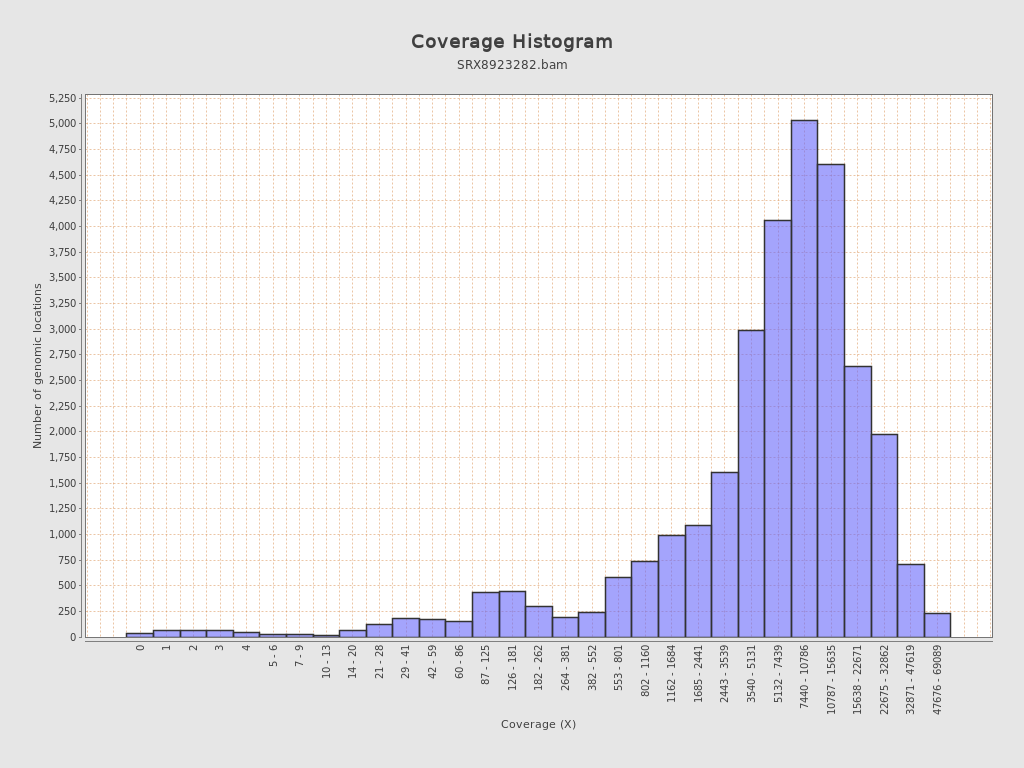 Coverage Histogram
SRX8923282.bam
Number of genomic locations
5,250
5,000
4,750
4,500
4,250
4,000
3,750
3,500
3,250
3,000
2,750
2,500
2,250
2,000
1,750
1,500
1,250
1,000
750
500
250
0
0
1
2
3
4
5 - 6
7 - 9
10 - 13
14 - 20
21 - 28
29 - 41
42 - 59
60 - 86
87 - 125
126 - 181
182 - 262
264 - 381
382 - 552
553 - 801
802 - 1160
1162 - 1684
1685 - 2441
2443 - 3539
3540 - 5131
5132 - 7439
7440 - 10786
10787 - 15635
15638 - 22671
22675 - 32862
32871 - 47619
47676 - 69089
Coverage (X)